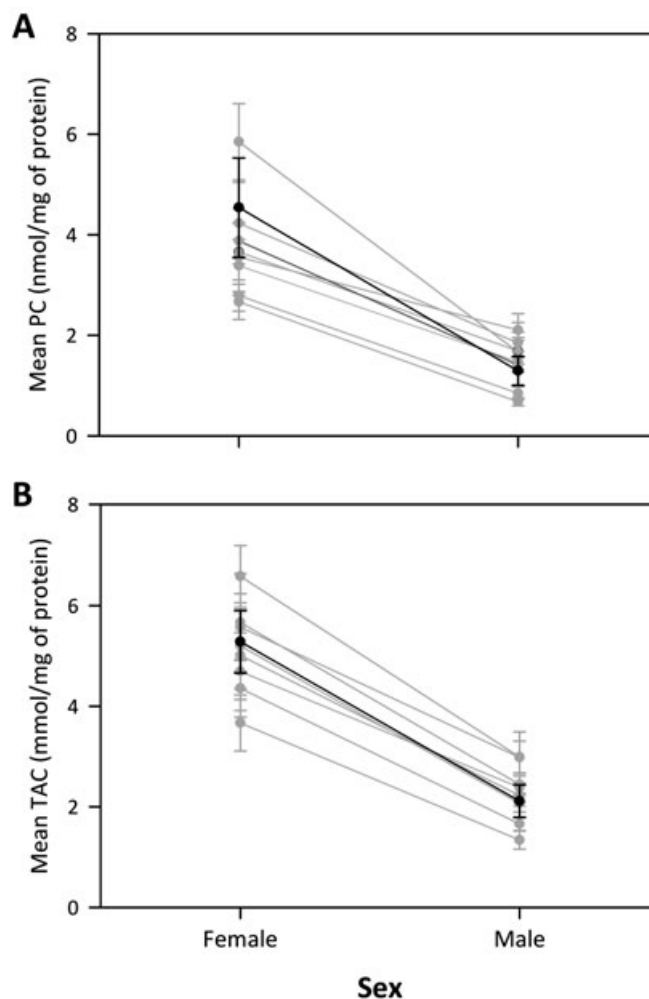 A
Mean PC (nmol/mg of protein)
8
6
4
2
0
B
Mean TAC (mmol/mg of protein)
8
6
4
2
0
Female Male
Sex